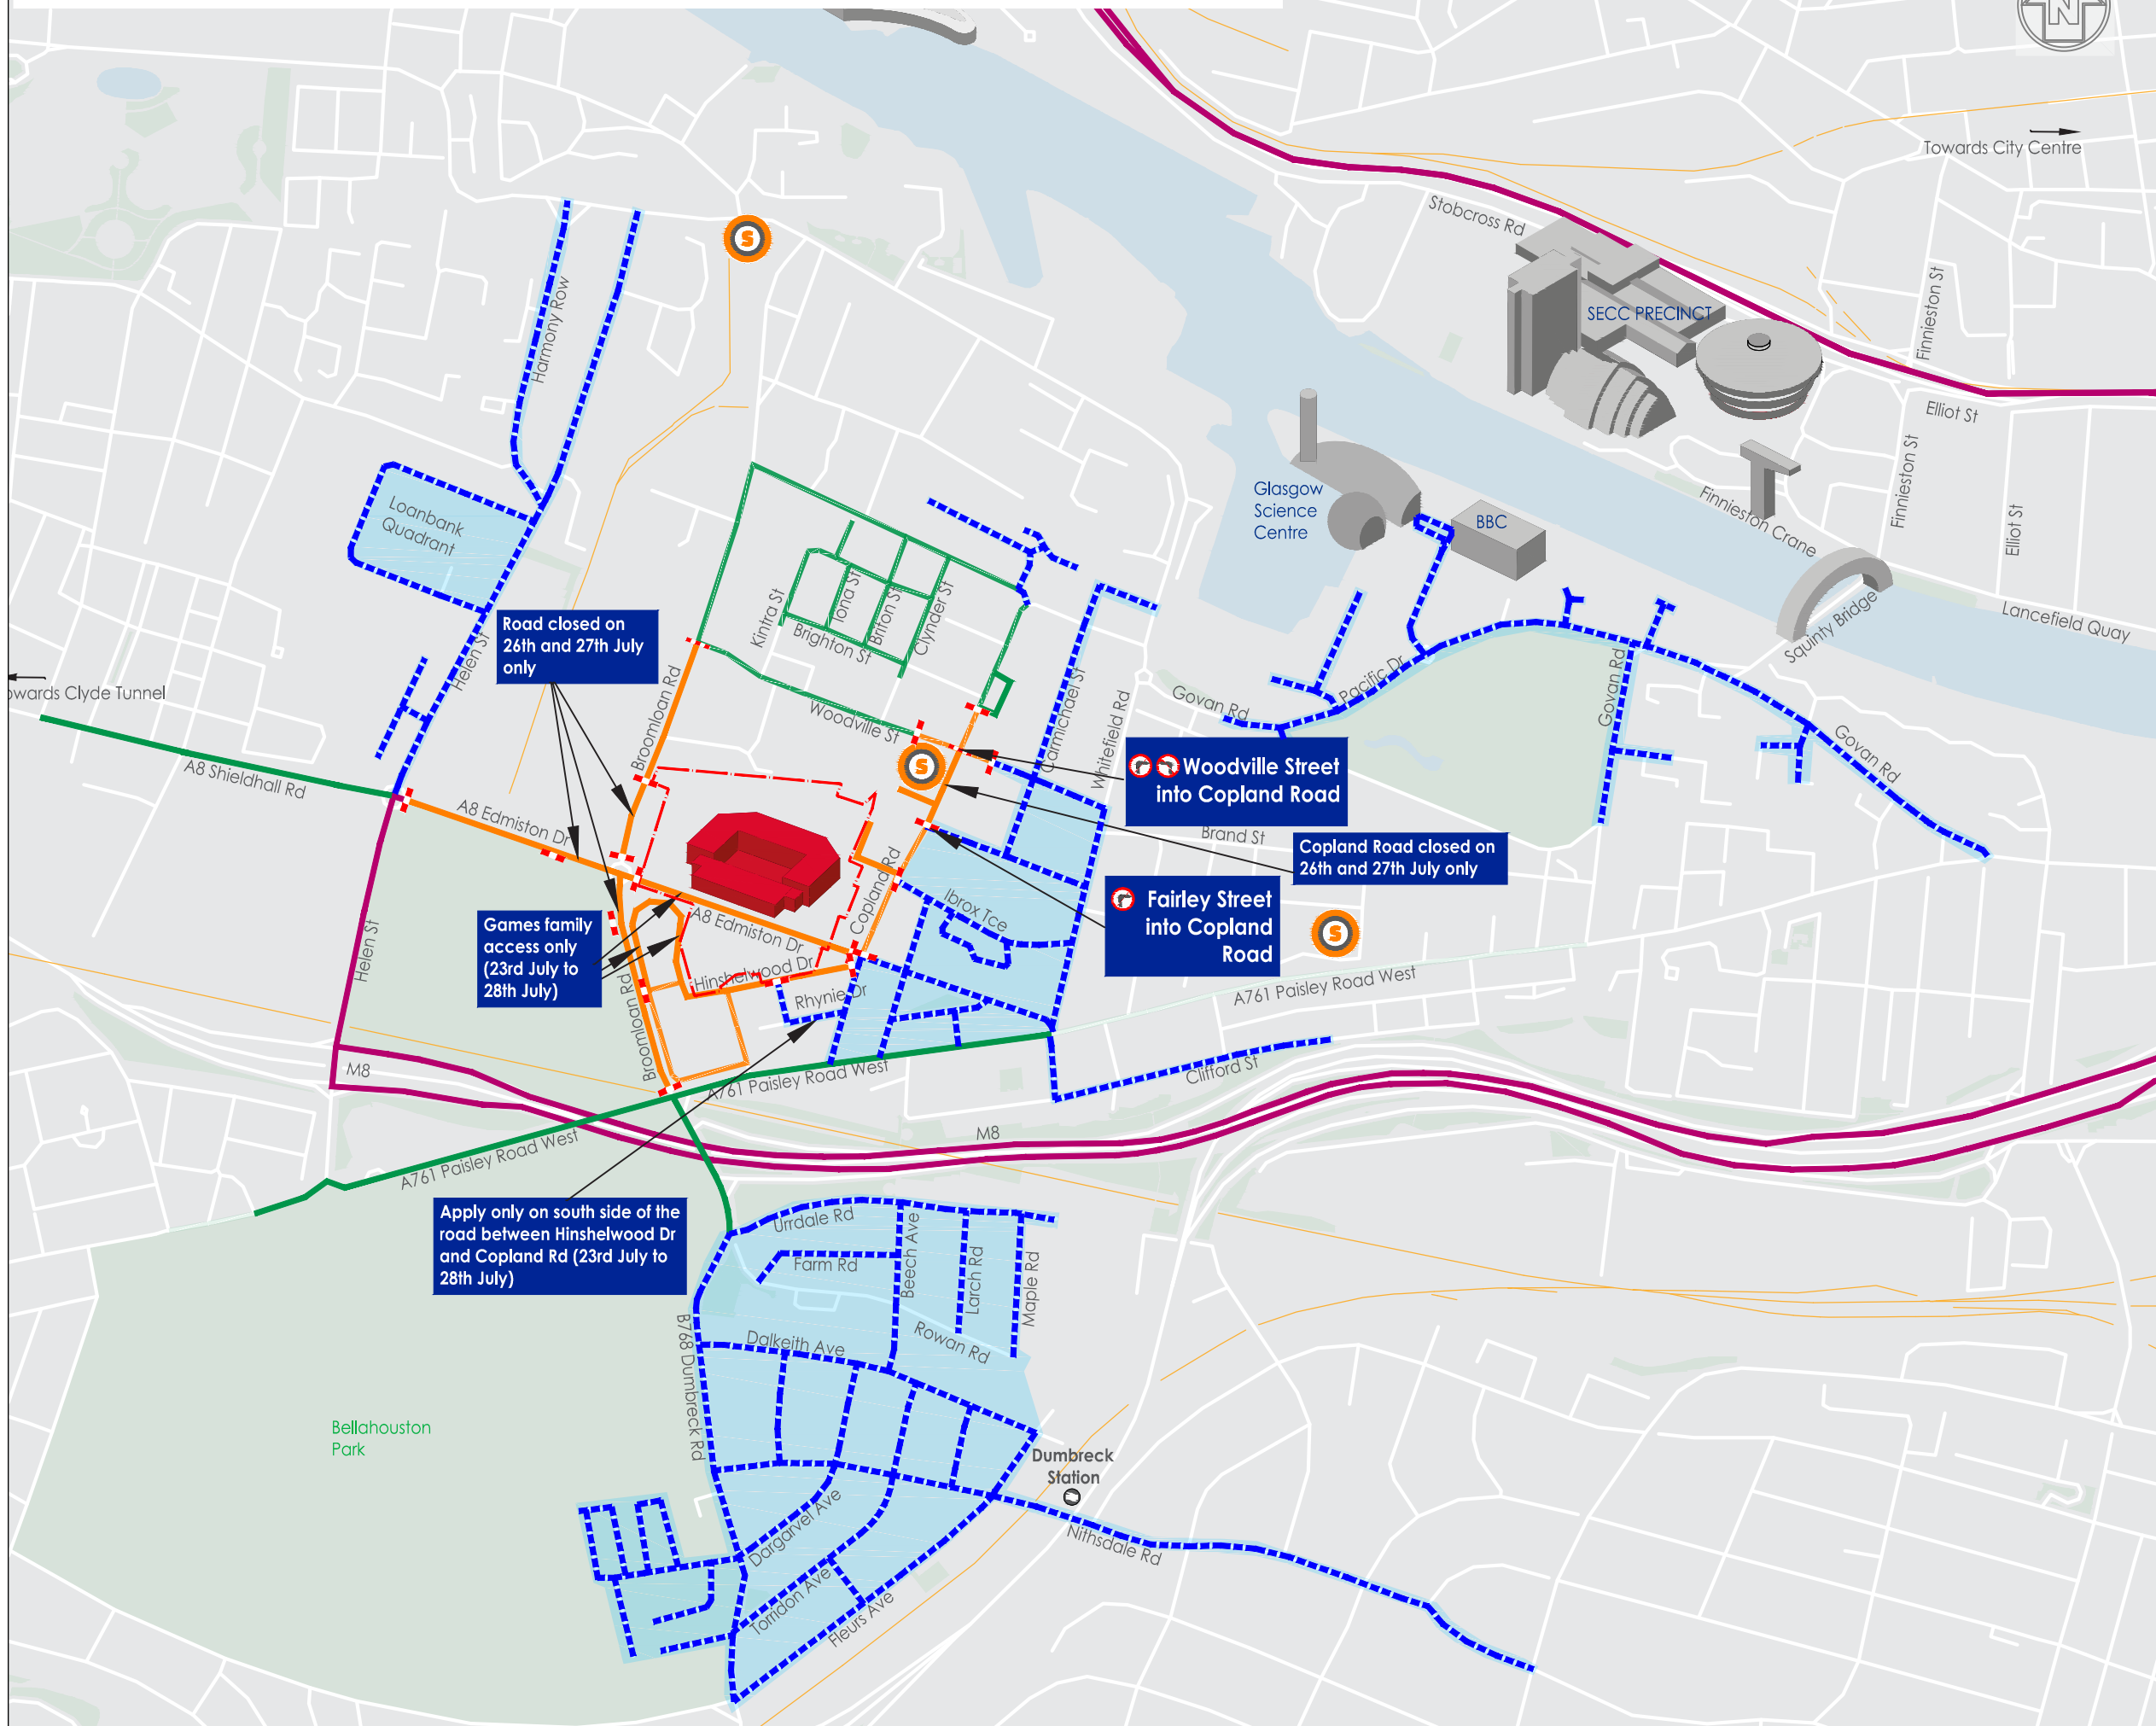 N
Towards City Centre
Stobcross Rd
SECC PRECINCT
Finnieston St
Elliot St
Finnieston St
Elliot St
Harmony Row
Glasgow
Science
Centre
BBC
Finnieston Crane
Lancefield Quay
Squinty Bridge
Loanbank
Quadrant
S
Road closed on
26th and 27th July
only
Helen St
Kintra St
Iona St
Briton St
Clynder St
Brighton St
Broomloan Rd
Woodville St
Carmichael St
Whitefield Rd
Govan Rd
Pacific Dr
Govan Rd
Govan Rd
owards Clyde Tunnel
A8 Shieldhall Rd
A8 Edmiston Dr
S
Woodville Street
into Copland Road
Brand St
Copland Road closed on
26th and 27th July only
Fairley Street
into Copland
Road
S
Copland Rd
Ibrox Tce
A8 Edmiston Dr
Games family
access only
(23rd July to
28th July)
Helen St
Hinshelwood Dr
Rhynie Dr
Broomloan Rd
A761 Paisley Road West
A761 Paisley Road West
Clifford St
M8
M8
A761 Paisley Road West
Apply only on south side of the
road between Hinshelwood Dr
and Copland Rd (23rd July to
28th July)
Urrdale Rd
Farm Rd
Beech Ave
Larch Rd
Maple Rd
Rowan Rd
Dalkeith Ave
B768 Dumbreck Rd
Bellahouston
Park
Dumbreck
Station
Nithsdale Rd
Dargarvel Ave
Torridon Ave
Fleurs Ave